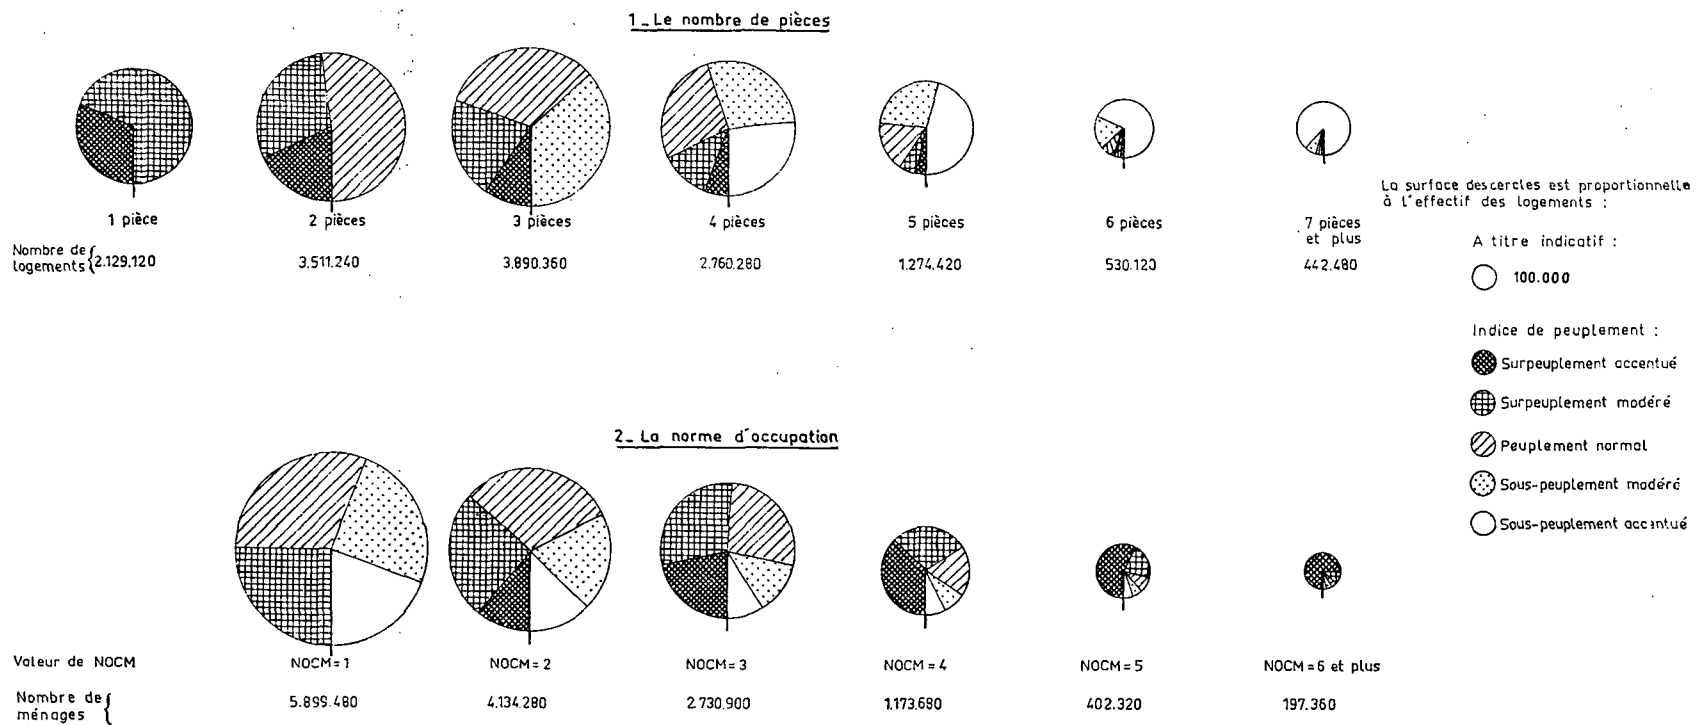 1_ Le nombre de pièces
1 pièce
2 pièces
3 pièces
4 pièces
5 pièces
6 pièces
7 pièces
et plus
Nombre de
logements {
2.129.120
3.511.240
3.890.360
2.760.280
1.274.420
530.120
442.480
La surface des cercles est proportionnelle
à l'effectif des logements :
A titre indicatif :
100.000
Indice de peuplement :
Surpeuplement accentué
Surpeuplement modéré
Peuplement normal
Sous-peuplement modéré
Sous-peuplement accentué
2_ La norme d'occupation
Valeur de NOCM
NOCM = 1
NOCM = 2
NOCM = 3
NOCM = 4
NOCM = 5
NOCM = 6 et plus
Nombre de
ménages {
5.899.480
4.134.280
2.730.900
1.173.680
402.320
197.360